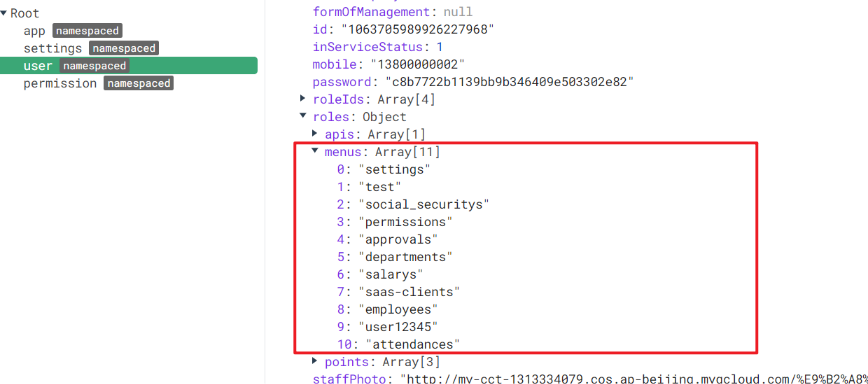 Root
app namespaced
settings namespaced
user namespaced
permission namespaced
formOfManagement: null
id: "1063705989926227968"
inServiceStatus: 1
mobile: "13800000002"
password: "c8b7722b1139bb9b346409e503302e82"
roleIds: Array[4]
roles: Object
apis: Array[1]
menus: Array[11]
0: "settings"
1: "test"
2: "social_securitys"
3: "permissions"
4: "approvals"
5: "departments"
6: "salarys"
7: "saas-clients"
8: "employees"
9: "user12345"
10: "attendances"
points: Array[3]
staffPhoto: "http://my-cct-1313334079.cos.ap-beijing.myqcloud.com/%E9%B2%A8%